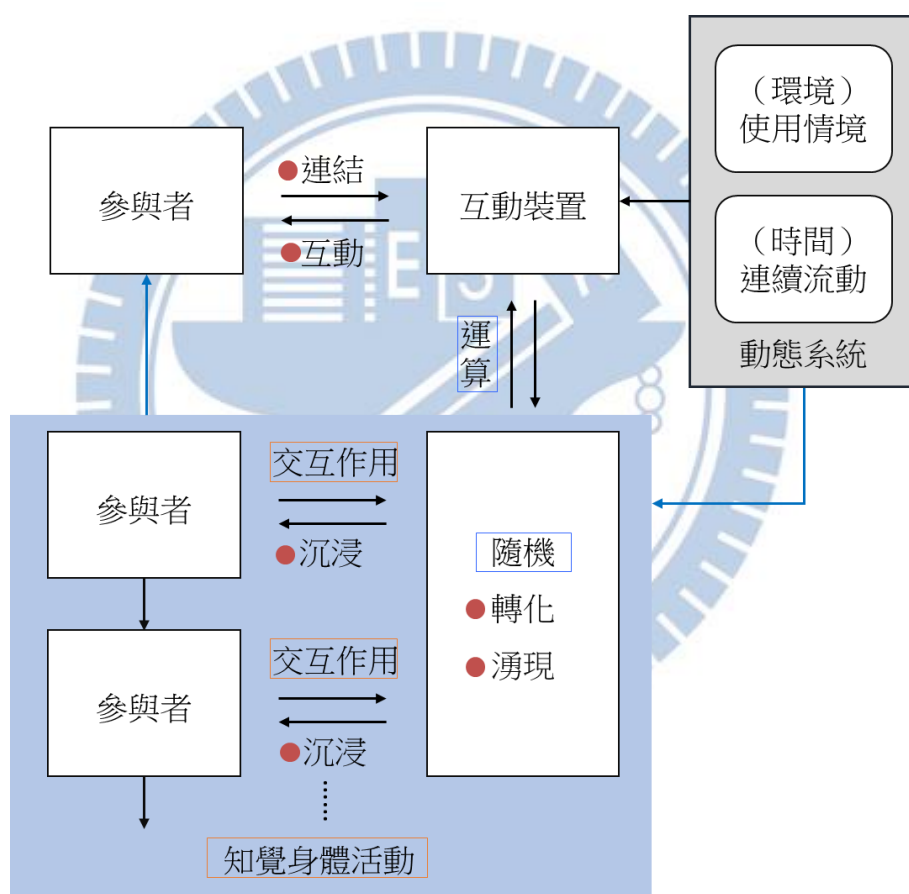 （環境）
使用情境
參與者
●連結
互動裝置
●互動
（時間）
連續流動
動態系統
運
算
交互作用
參與者
●沉浸
隨機
●轉化
●湧現
交互作用
參與者
●沉浸
知覺身體活動
E
S